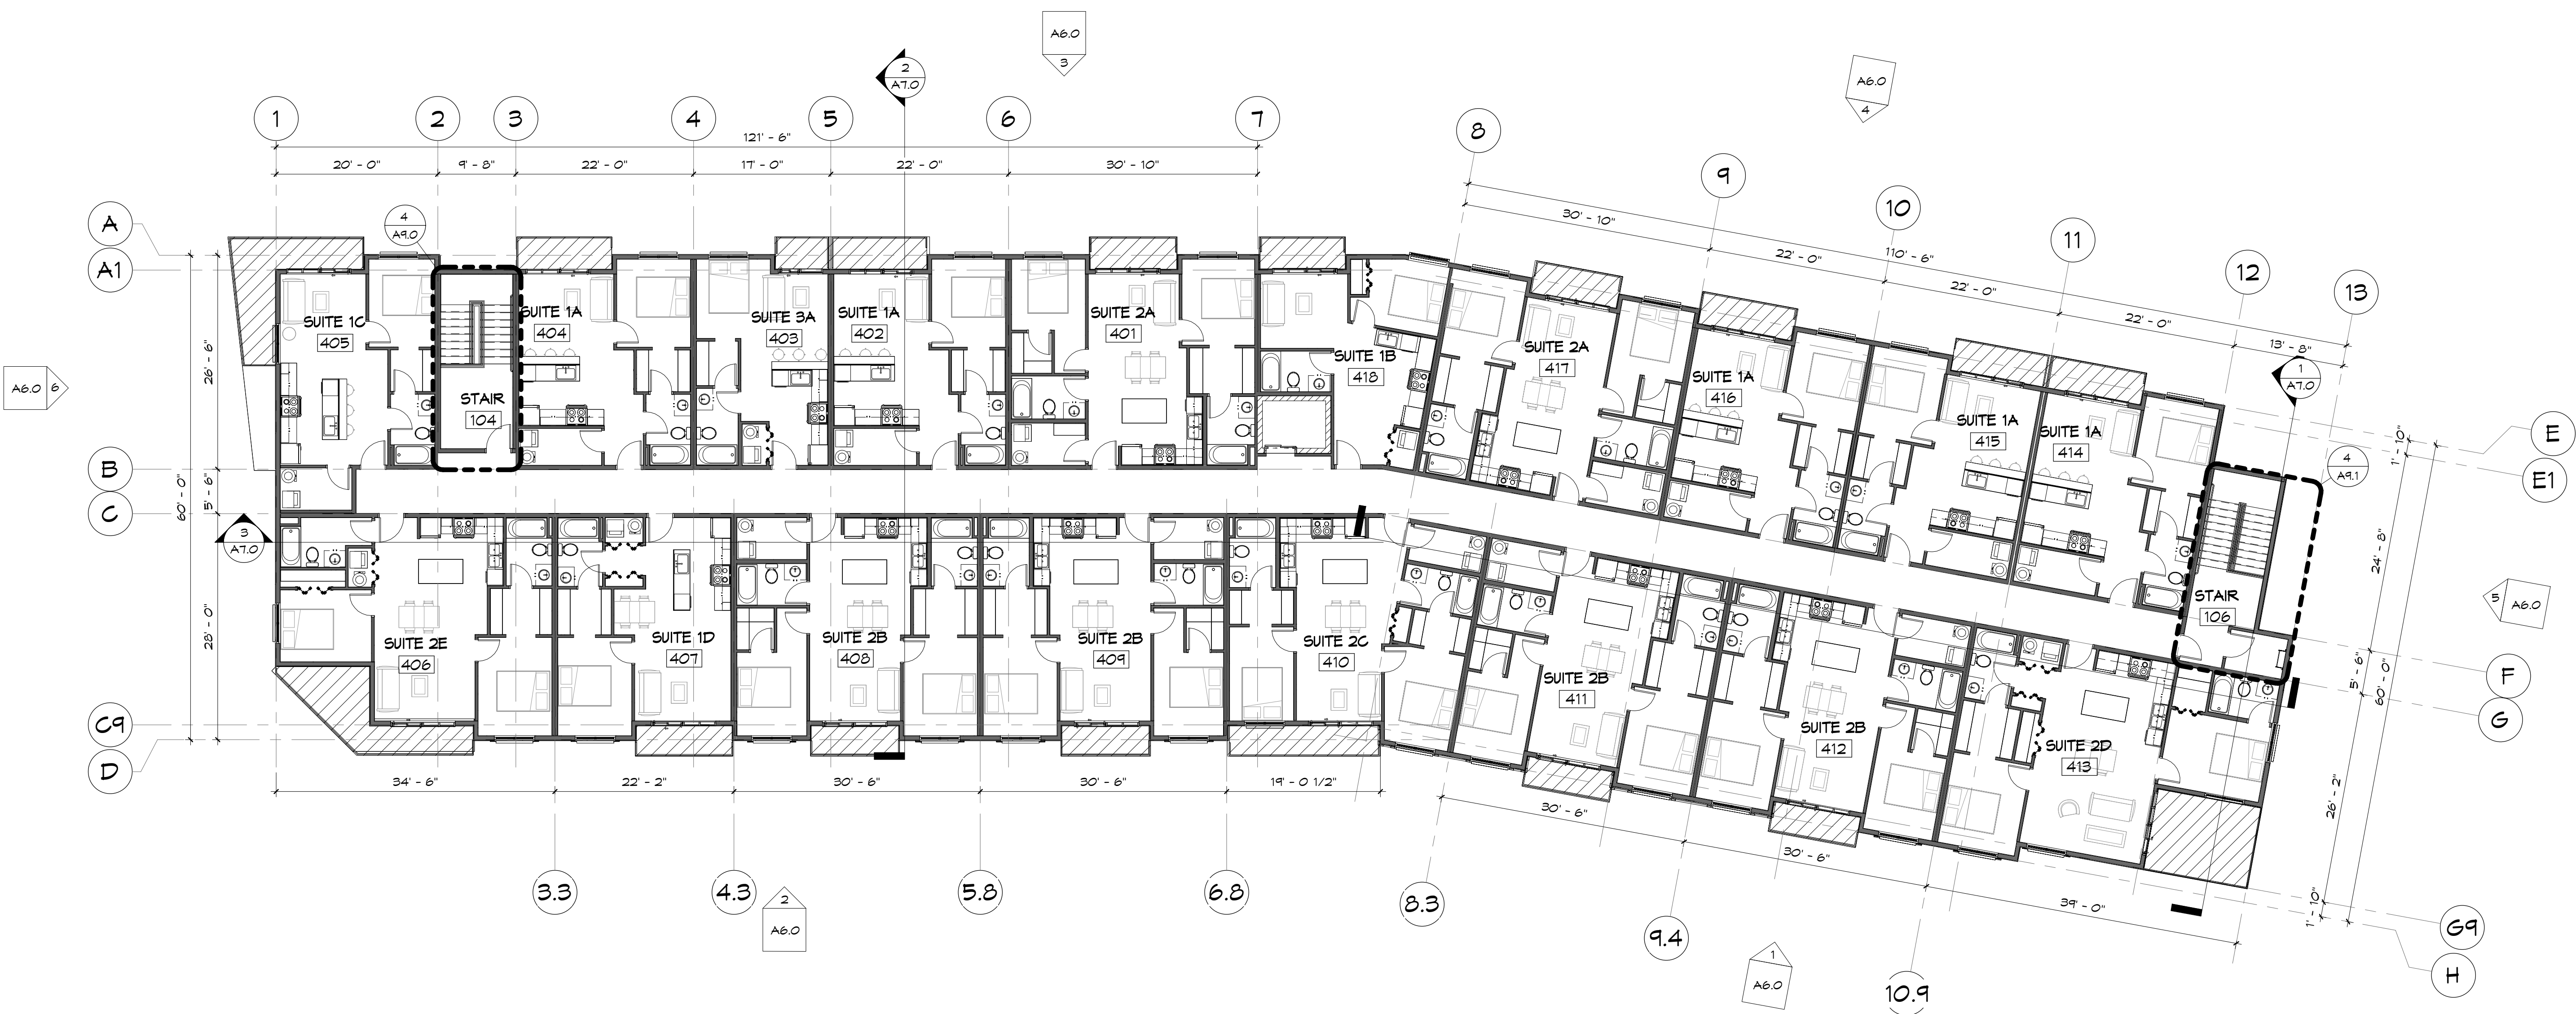 A6.0
3
2
A7.0
A6.0
4
1
2
3
4
5
6
7
8
9
10
11
12
13
121' - 6"
20' - 0"
9' - 8"
22' - 0"
17' - 0"
22' - 0"
30' - 10"
30' - 10"
22' - 0"
110' - 6"
22' - 0"
22' - 0"
13' - 8"
A
A1
B
C
C9
D
4
A9.0
1
A7.0
4
A9.1
E
E1
F
G
G9
H
A6.0
6
3
A7.0
5
A6.0
60' - 0"
26' - 6"
5' - 6"
28' - 0"
1' - 10"
24' - 8"
5' - 6"
60' - 0"
26' - 2"
1' - 10"
SUITE 1C
405
STAIR
104
SUITE 1A
404
SUITE 3A
403
SUITE 1A
402
SUITE 2A
401
SUITE 1B
418
SUITE 2A
417
SUITE 1A
416
SUITE 1A
415
SUITE 1A
414
STAIR
106
SUITE 2E
406
SUITE 1D
407
SUITE 2B
408
SUITE 2B
409
SUITE 2C
410
SUITE 2B
411
SUITE 2B
412
SUITE 2D
413
34' - 6"
22' - 2"
30' - 6"
30' - 6"
19' - 0 1/2"
30' - 6"
30' - 6"
39' - 0"
3.3
4.3
5.8
6.8
8.3
9.4
10.9
2
A6.0
1
A6.0